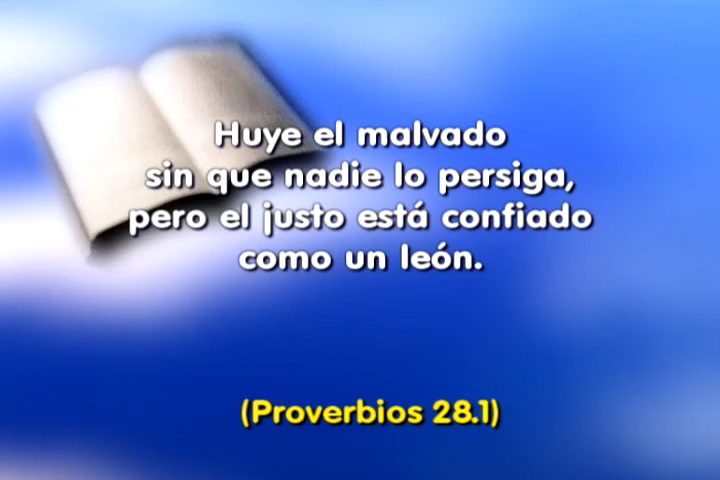 Huye el malvado
sin que nadie lo persiga,
pero el justo está confiado
como un león.
(Proverbios 28.1)